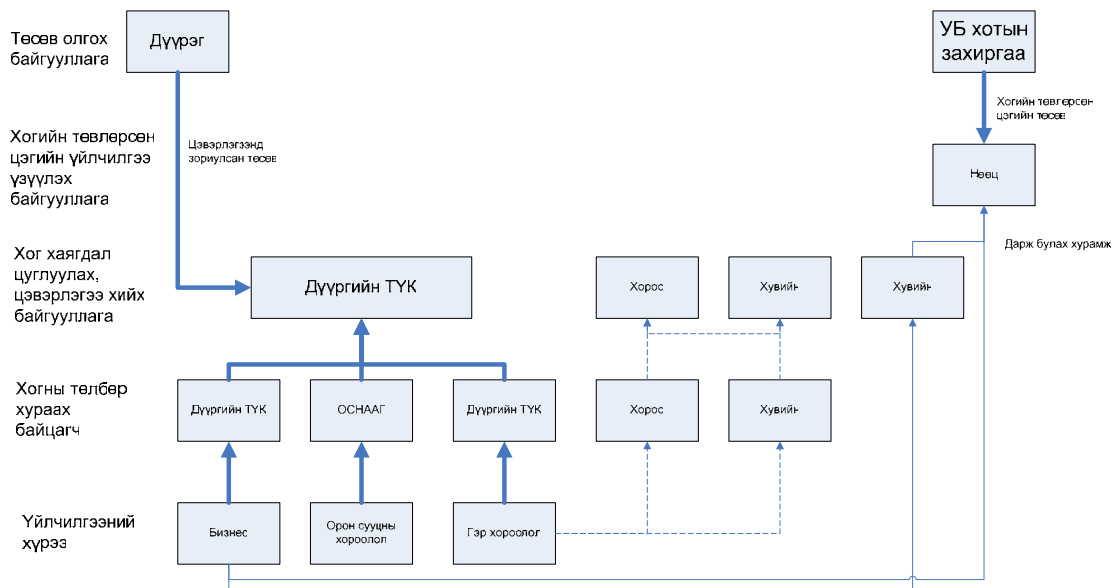 Төсөв олгох
байгууллага
Дүүрэг
УБ хотын
захиргаа
Хогийн төвлөрсөн
цэгийн төсөв
Хогийн төвлөрсөн
цэгийн үйлчилгээ
үзүүлэх
байгууллага
Цэвэрлэгээнд
зориулсан төсөв
Нөөц
Дарж булах хурамж
Хог хаягдал
цуглуулах,
цэвэрлэгээ хийх
байгууллага
Дүүргийн ТҮК
Хорос
Хувийн
Хувийн
Хогны төлбөр
хураах
байцагч
Дүүргийн ТҮК
ОСНААГ
Дүүргийн ТҮК
Хорос
Хувийн
Үйлчилгээний
хүрээ
Бизнес
Орон сууцны
хороолол
Гэр хороолол